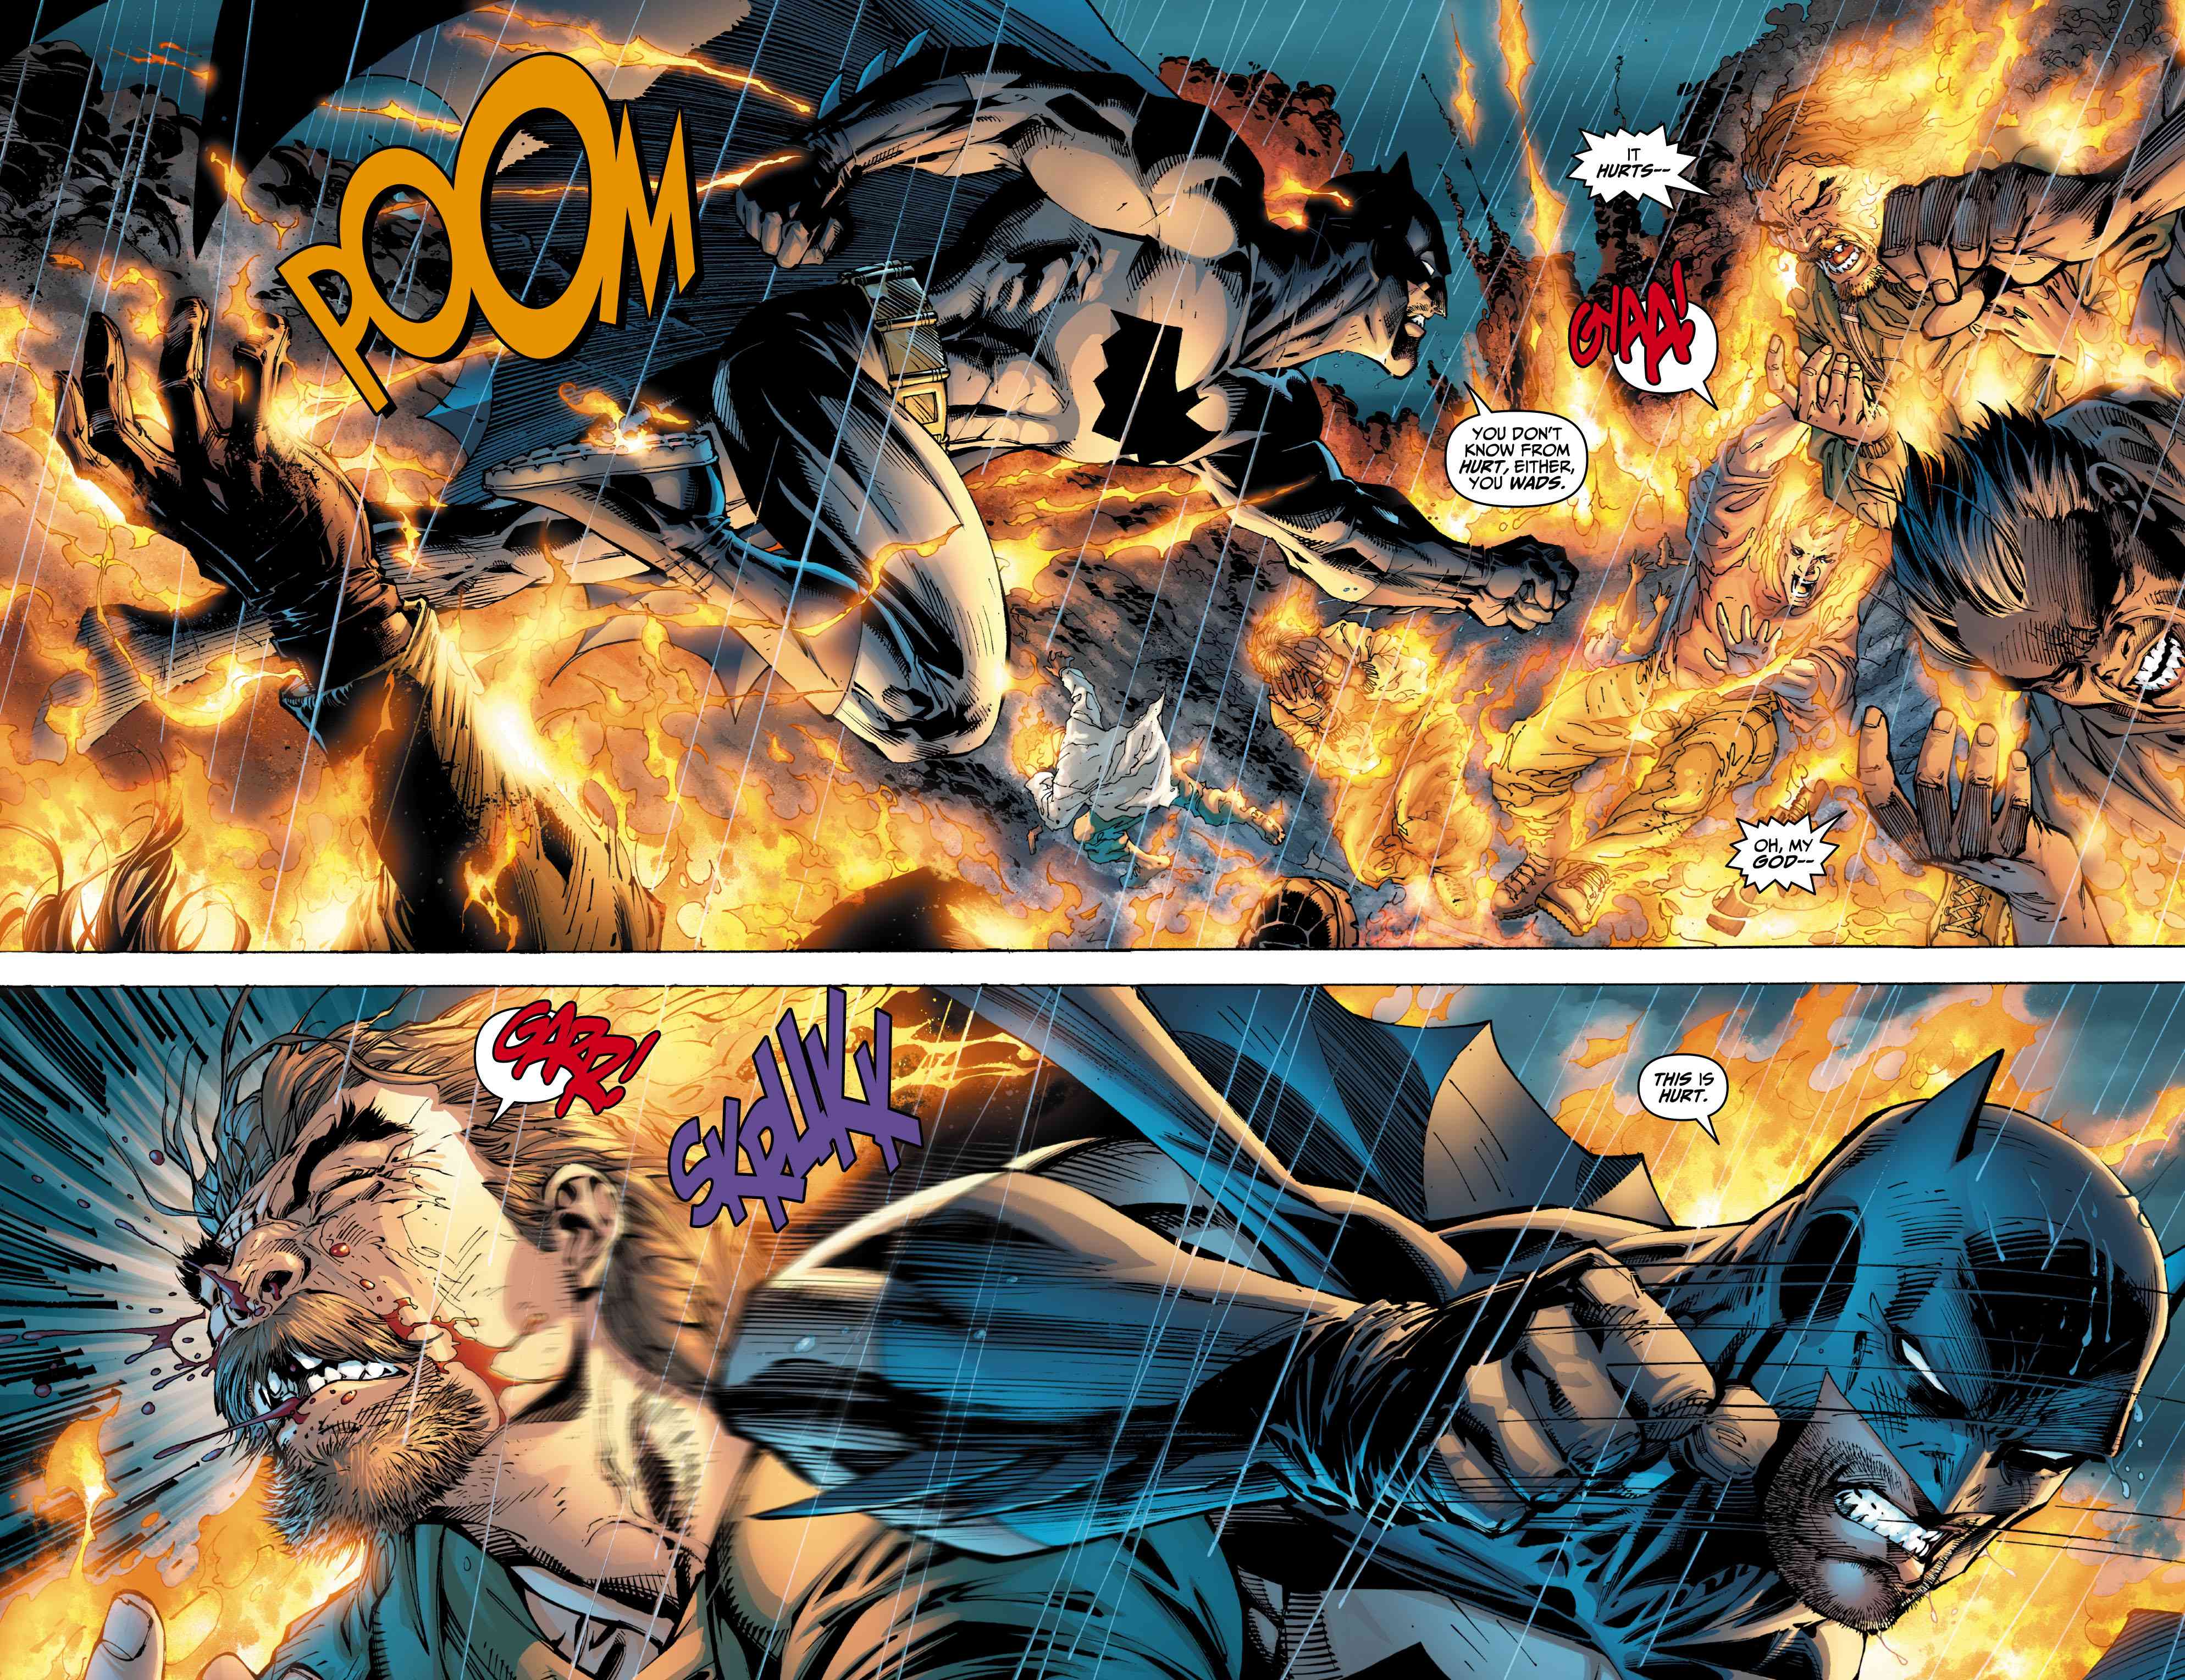 POOM
IT
HURTS--
GYAAA!
YOU DON'T
KNOW FROM
HURT, EITHER,
YOU WADS.
OH, MY
GOD--
GARR
R!
SKRUKK
THIS IS
HURT.